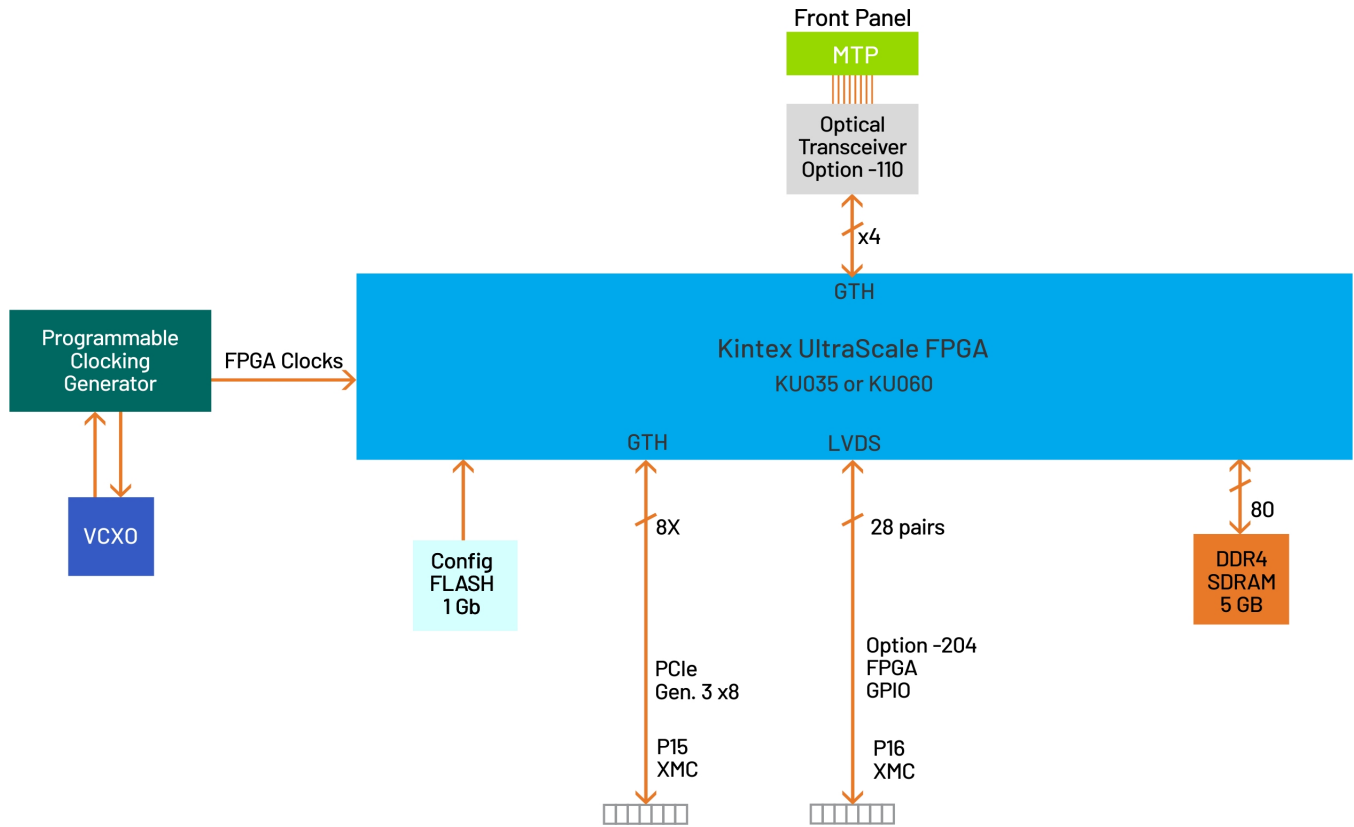 Front Panel
MTP
Optical
Transceiver
Option -110
x4
GTH
Kintex UltraScale FPGA
KU035 or KU060
Programmable
Clocking
Generator
FPGA Clocks
GTH
LVDS
VCXO
8X
28 pairs
80
Config
FLASH
1 Gb
DDR4
SDRAM
5 GB
PCIe
Gen. 3 x8
Option -204
FPGA
GPIO
P15
XMC
P16
XMC